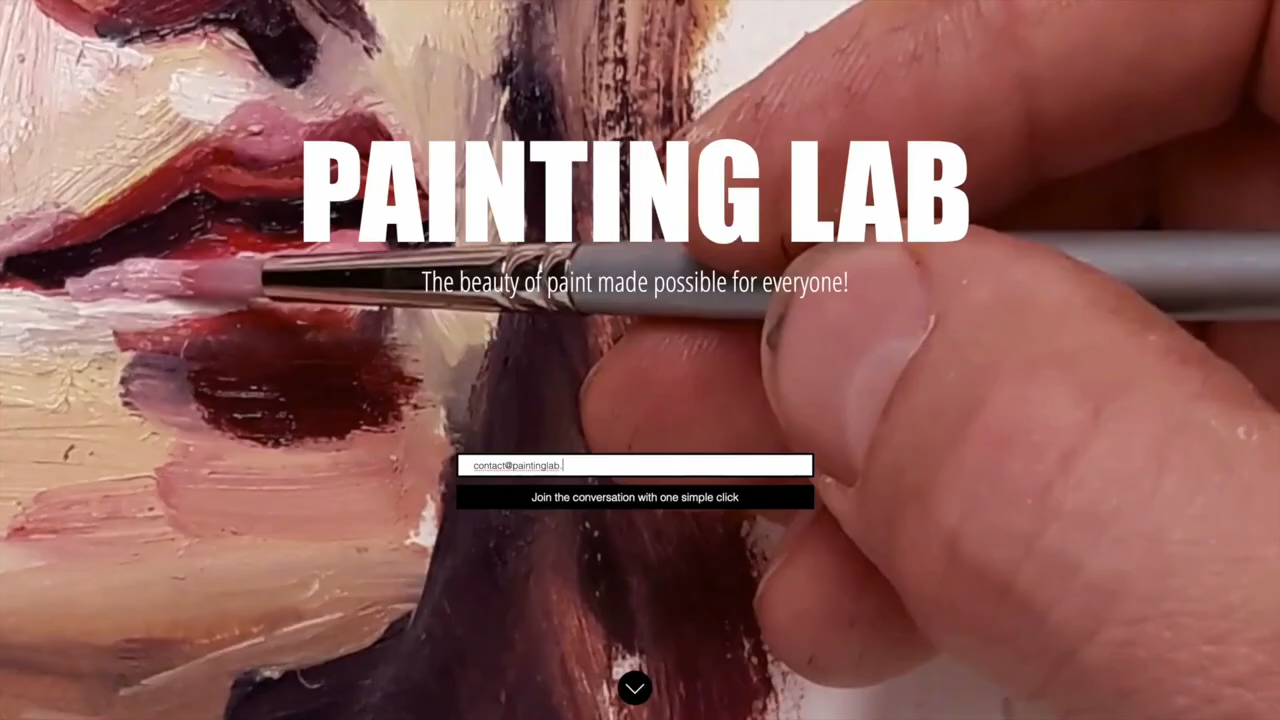 PAINTING LAB
The beauty of paint made possible for everyone!
contact@paintinglab.
Join the conversation with one simple click